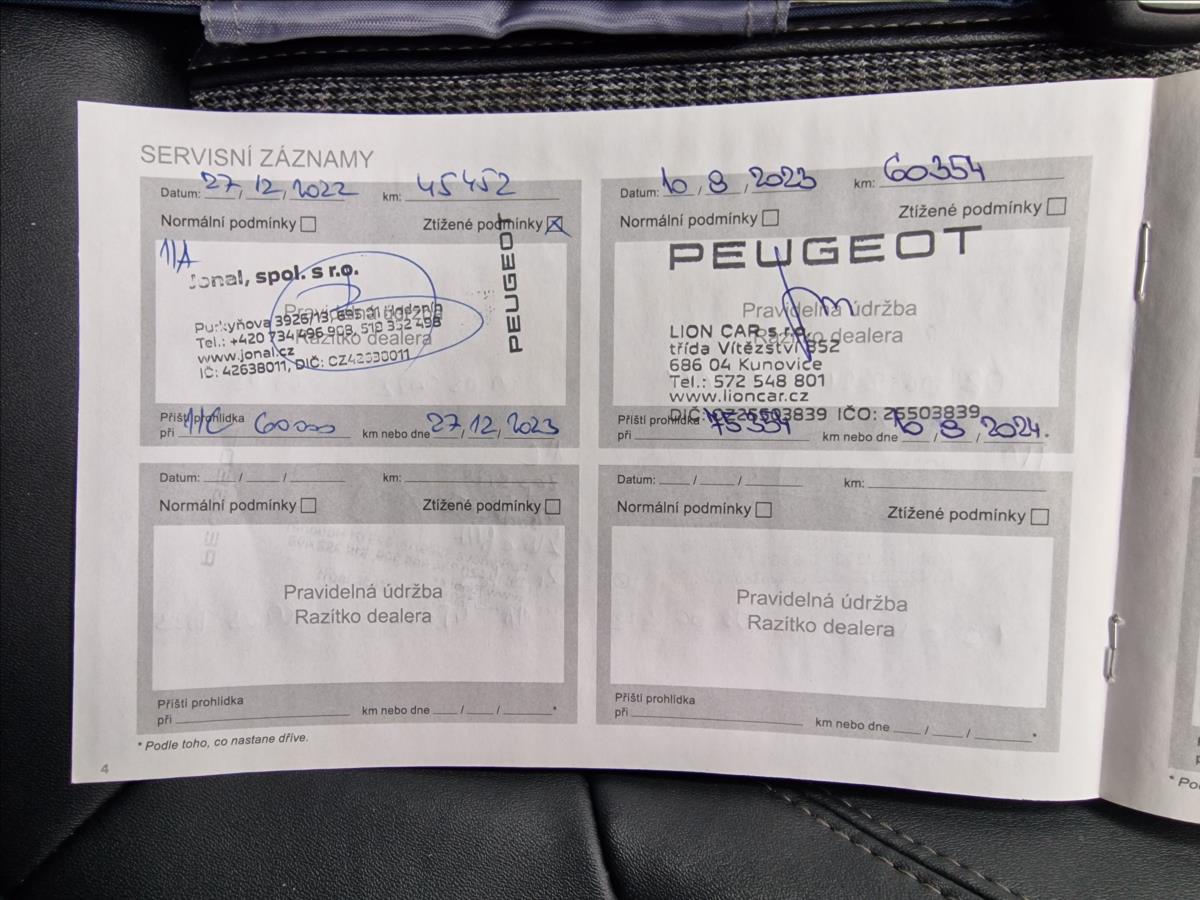 SERVISNÍ ZÁZNAMY
Datum: 27, 12, 2022 km: 45452
Normální podmínky Ztížené podmínky
1/A
PEUGEOT
Jonal, spol. s r.o.
Pravidelná údržba
Razítko dealera
Purkyňova 3926/13, 695 01 Hodonín
Tel.: +420 734 496 908, 518 352 498
www.jonal.cz
IČ: 42638011, DIČ: CZ42638011
Příští prohlídka
při 60000 km nebo dne 27, 12, 2023
Datum: 10 / 8 / 2023 km: 60354
Normální podmínky Ztížené podmínky
PEUGEOT
Pravidelná údržba
Razítko dealera
LION CAR s.r.o.
třída Vítězství 852
686 04 Kunovice
Tel.: 572 548 801
www.lioncar.cz
DIČ: CZ26503839 IČO: 26503839
Příští prohlídka
při 75354 km nebo dne 10 / 8 / 2024.
Datum: / / km:
Normální podmínky Ztížené podmínky
Pravidelná údržba
Razítko dealera
Příští prohlídka
při km nebo dne / / *
Datum: / / km:
Normální podmínky Ztížené podmínky
Pravidelná údržba
Razítko dealera
Příští prohlídka
při km nebo dne / / *
* Podle toho, co nastane dříve.
4
* Po